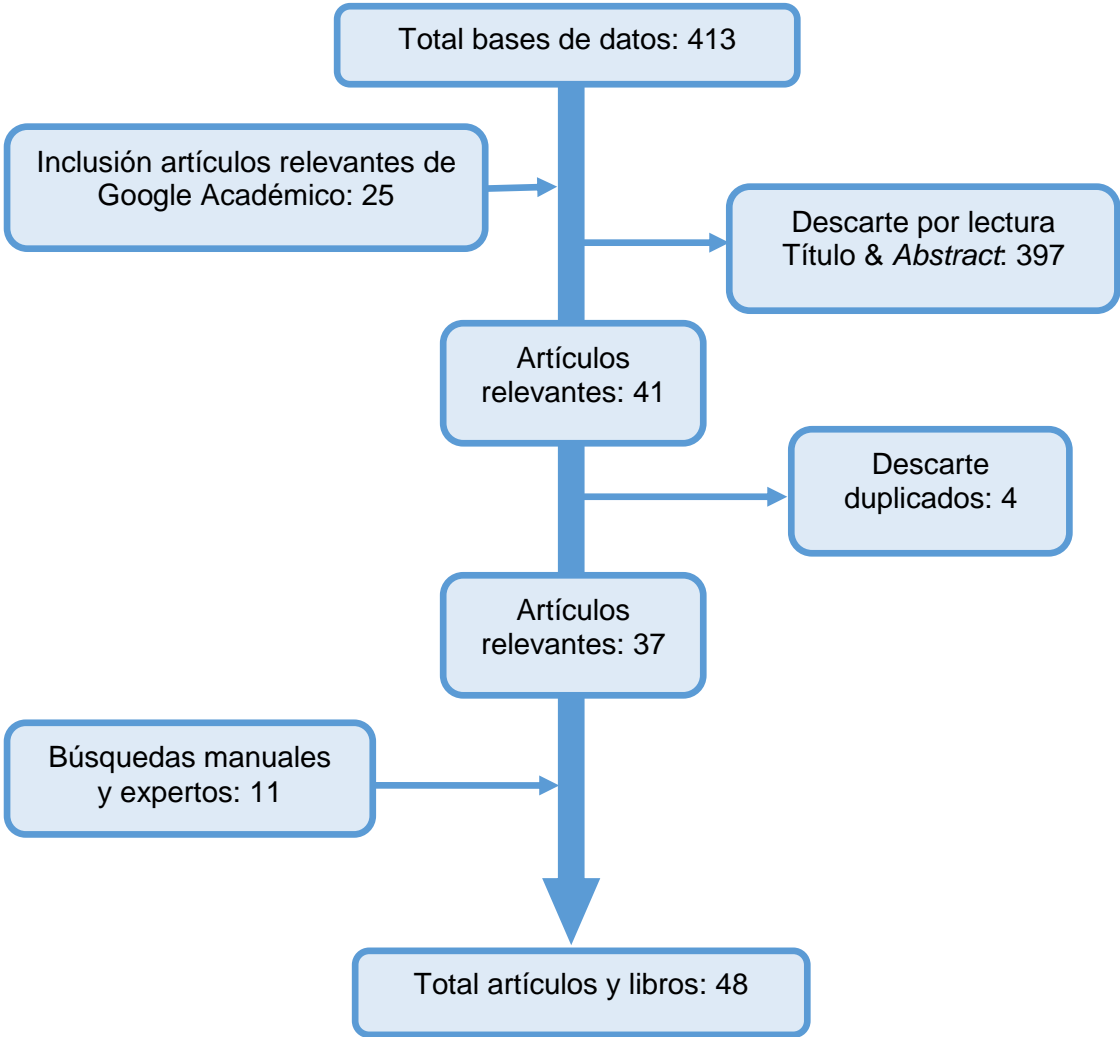 Total bases de datos: 413
Inclusión artículos relevantes de
Google Académico: 25
Descarte por lectura
Título & Abstract: 397
Artículos
relevantes: 41
Descarte
duplicados: 4
Artículos
relevantes: 37
Búsquedas manuales
y expertos: 11
Total artículos y libros: 48